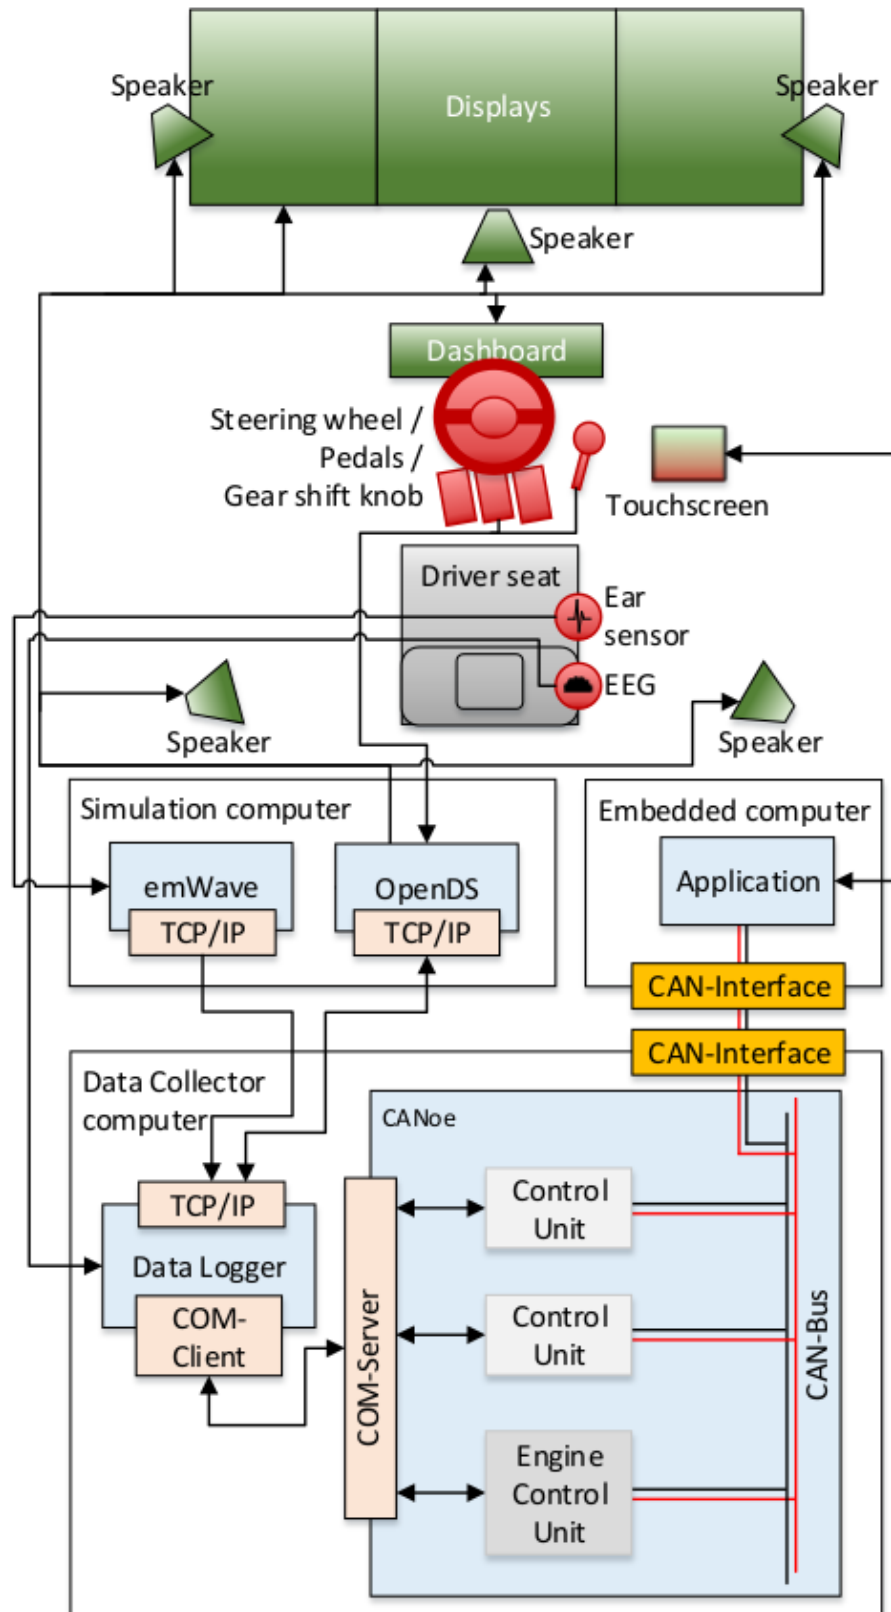 Speaker
Speaker
Displays
Speaker
Dashboard
Steering wheel /
Pedals /
Gear shift knob
Touchscreen
Driver seat
Ear
sensor
EEG
Speaker
Speaker
Simulation computer
emWave
TCP/IP
OpenDS
TCP/IP
Embedded computer
Application
CAN-Interface
CAN-Interface
Data Collector
computer
TCP/IP
Data Logger
COM-
Client
CANoe
COM-Server
Control
Unit
Control
Unit
Engine
Control
Unit
CAN-Bus